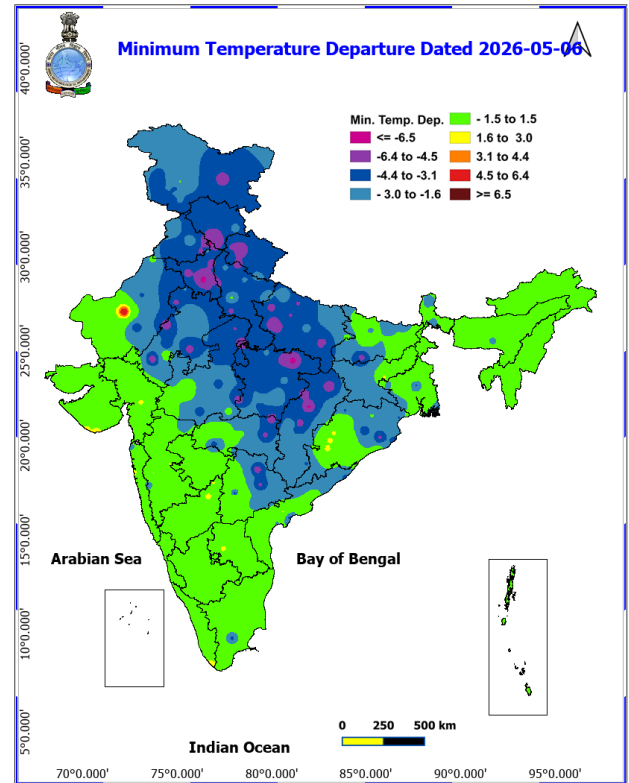 Minimum Temperature Departure Dated 2026-05-06
Min. Temp. Dep.
<= -6.5
-6.4 to -4.5
-4.4 to -3.1
- 3.0 to -1.6
- 1.5 to 1.5
1.6 to 3.0
3.1 to 4.4
4.5 to 6.4
>= 6.5
40°0.000'
35°0.000'
30°0.000'
25°0.000'
20°0.000'
15°0.000'
10°0.000'
5°0.000'
Arabian Sea
Bay of Bengal
Indian Ocean
0 250 500 km
70°0.000' 75°0.000' 80°0.000' 85°0.000' 90°0.000' 95°0.000'